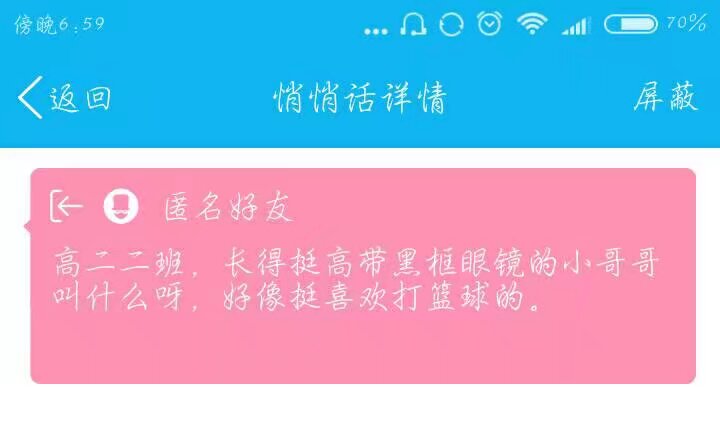 傍晚6:59 70%
返回 悄悄话详情 屏蔽
匿名好友
高二二班，长得挺高带黑框眼镜的小哥哥
叫什么呀，好像挺喜欢打篮球的。